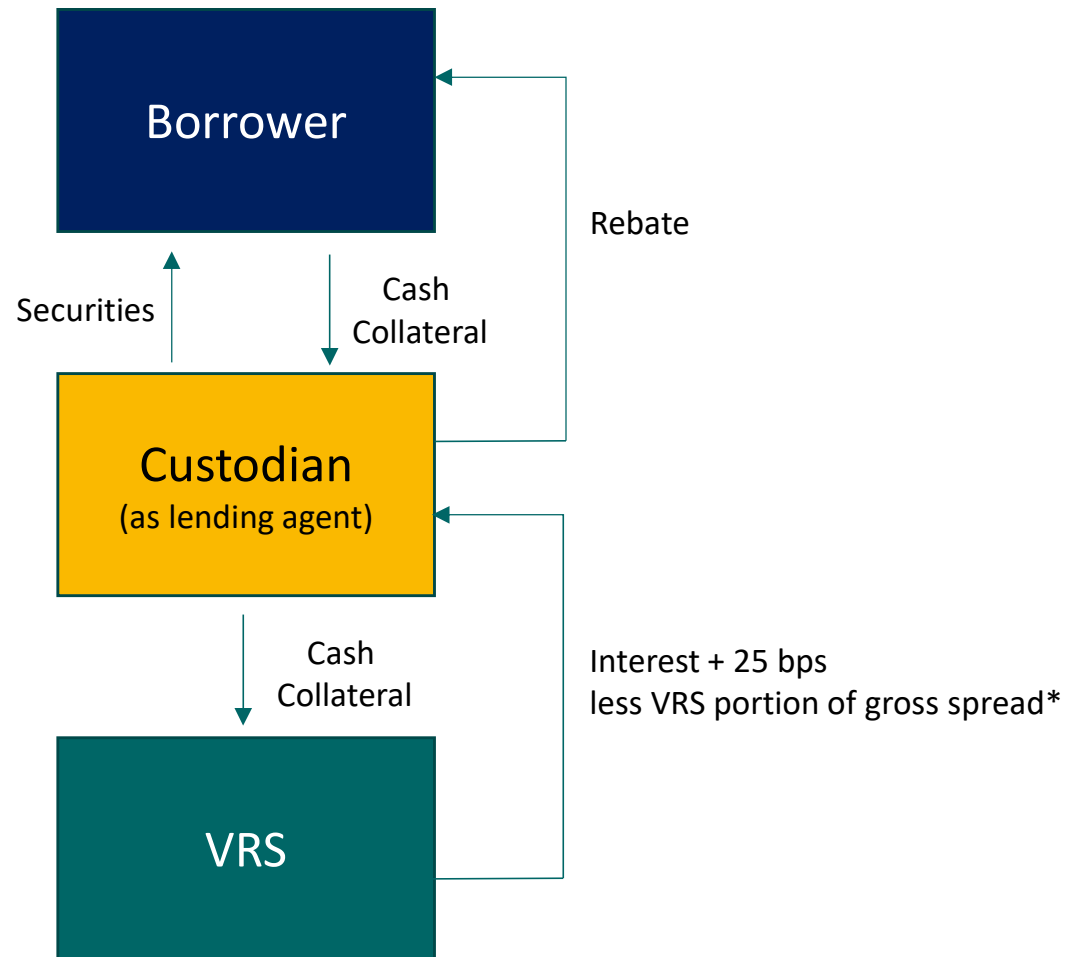 Borrower
Rebate
Securities
Cash
Collateral
Custodian
(as lending agent)
Cash
Collateral
Interest + 25 bps
less VRS portion of gross spread*
VRS